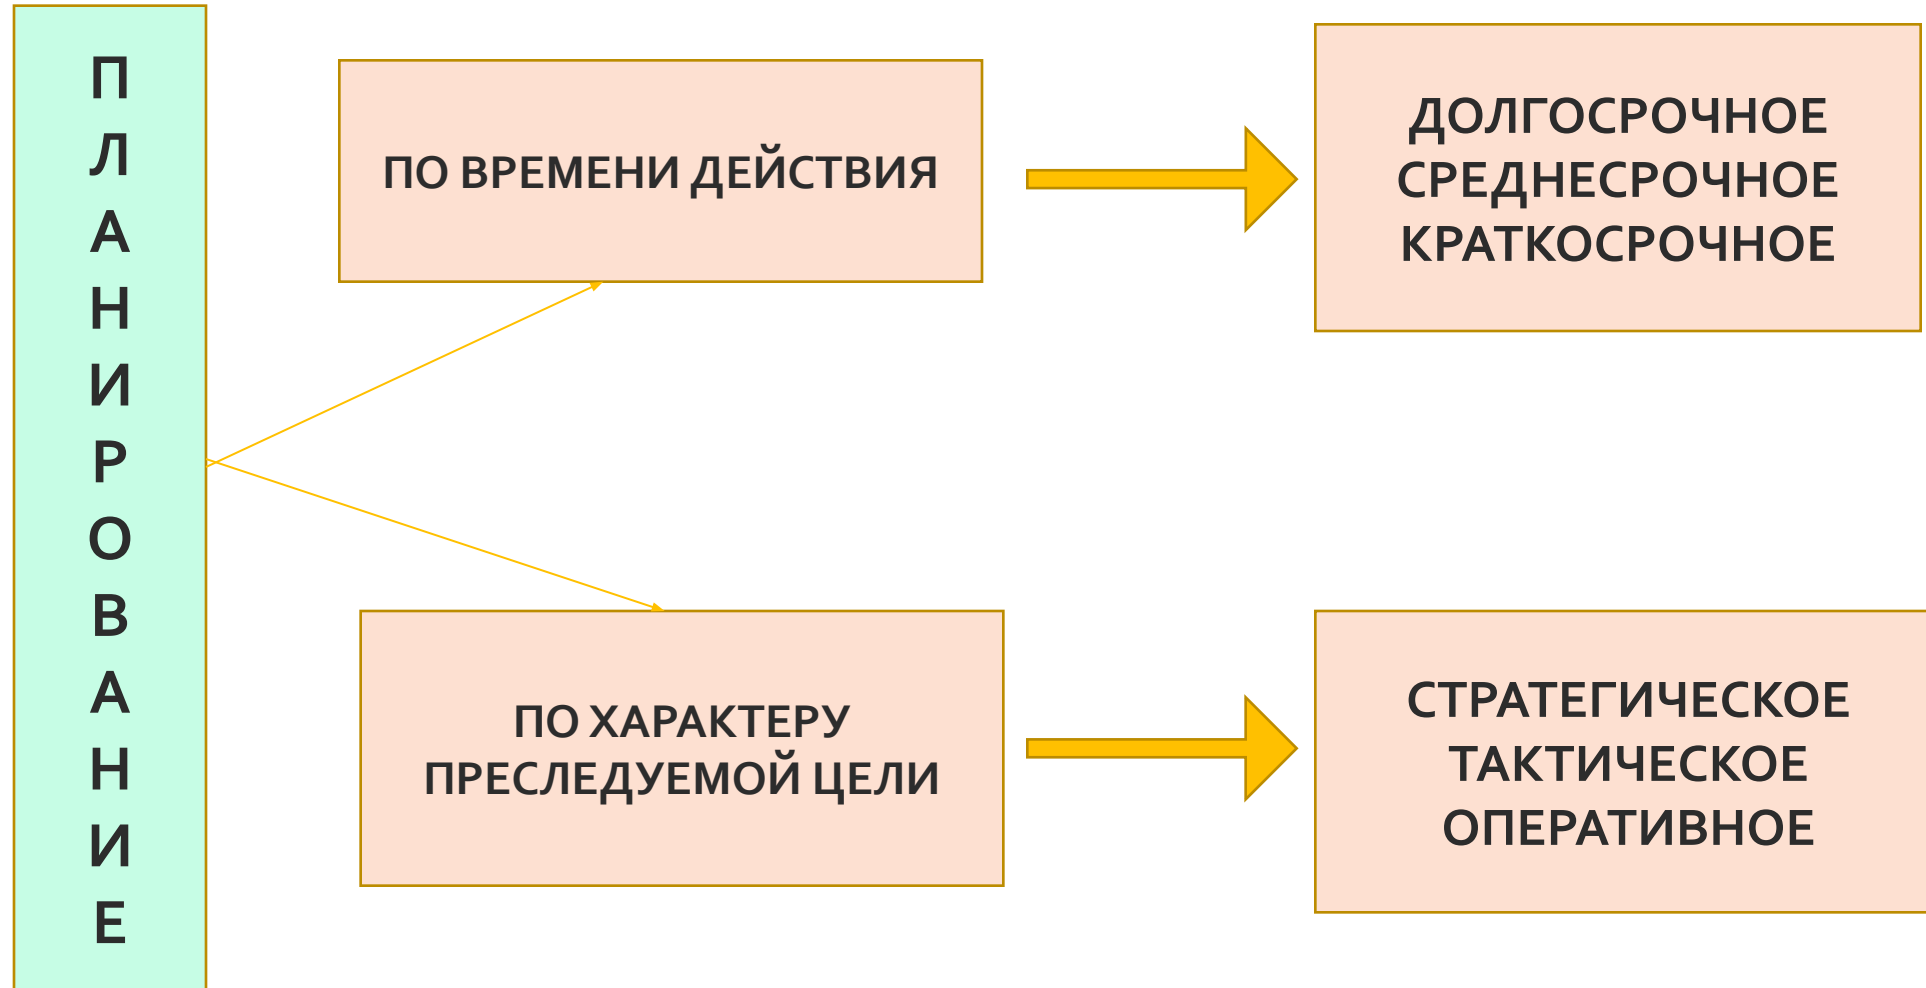 П
Л
А
Н
И
Р
О
В
А
Н
И
Е
ПО ВРЕМЕНИ ДЕЙСТВИЯ
ДОЛГОСРОЧНОЕ
СРЕДНЕСРОЧНОЕ
КРАТКОСРОЧНОЕ
ПО ХАРАКТЕРУ
ПРЕСЛЕДУЕМОЙ ЦЕЛИ
СТРАТЕГИЧЕСКОЕ
ТАКТИЧЕСКОЕ
ОПЕРАТИВНОЕ